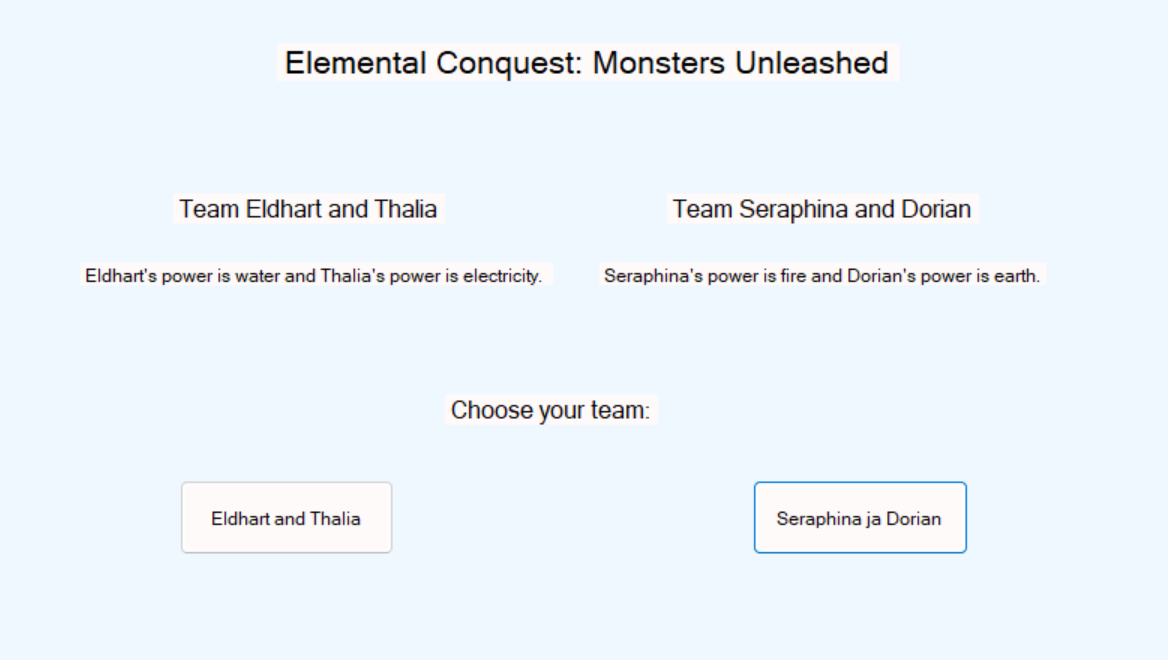 Elemental Conquest: Monsters Unleashed
Team Eldhart and Thalia
Team Seraphina and Dorian
Eldhart's power is water and Thalia's power is electricity.
Seraphina's power is fire and Dorian's power is earth.
Choose your team:
Eldhart and Thalia
Seraphina ja Dorian